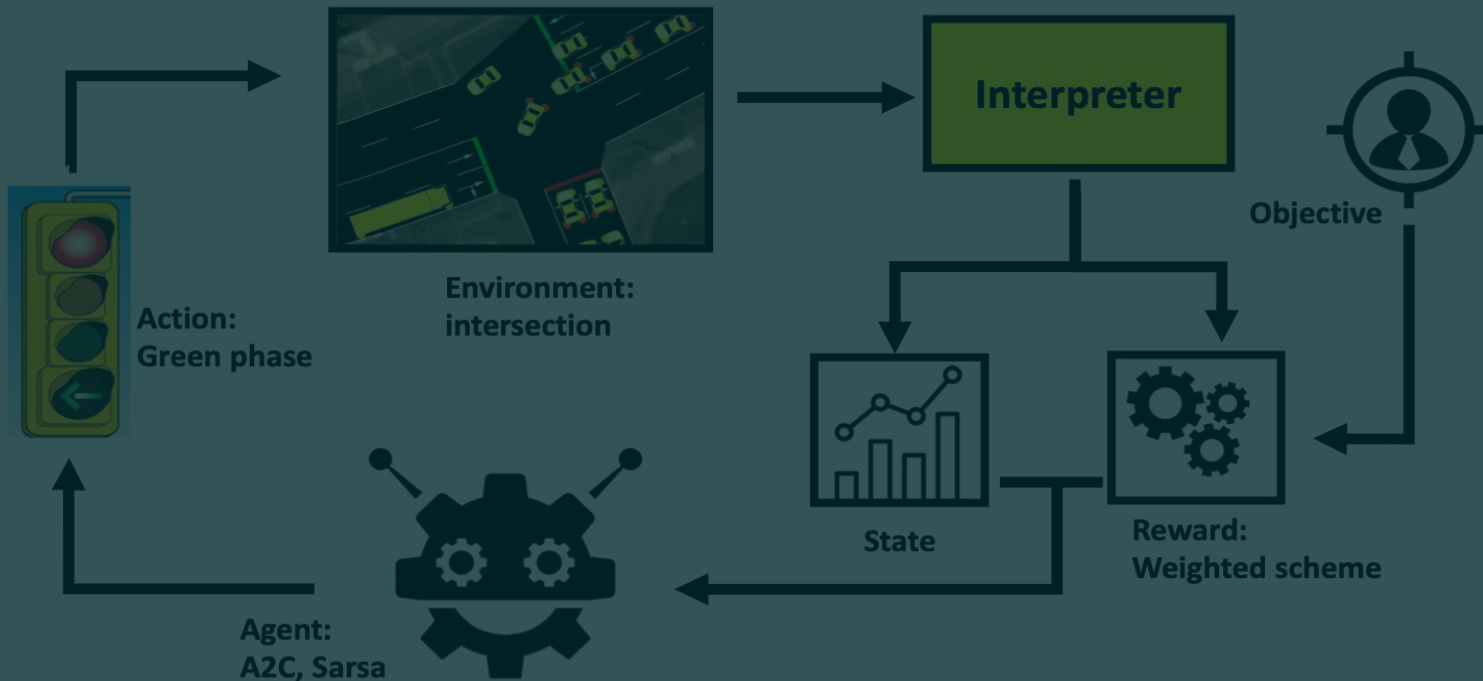 Interpreter
Objective
Environment:
intersection
Action:
Green phase
State
Reward:
Weighted scheme
Agent:
A2C, Sarsa